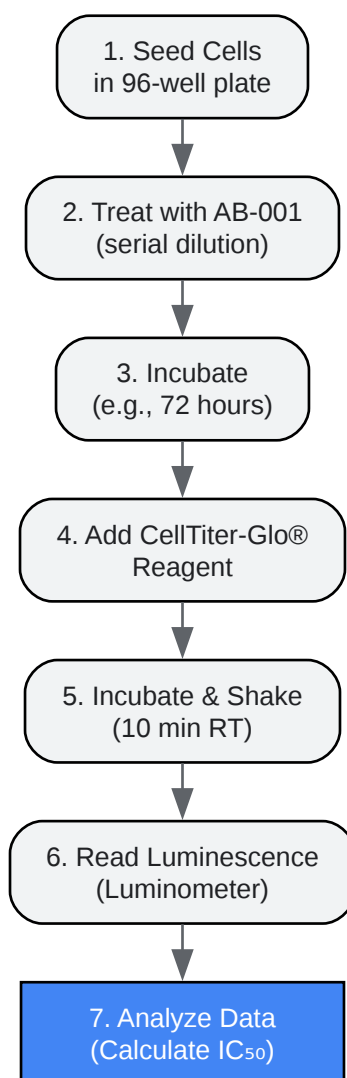 1. Seed Cells
in 96-well plate
2. Treat with AB-001
(serial dilution)
3. Incubate
(e.g., 72 hours)
4. Add CellTiter-Glo®
Reagent
5. Incubate & Shake
(10 min RT)
6. Read Luminescence
(Luminometer)
7. Analyze Data
(Calculate IC₅₀)